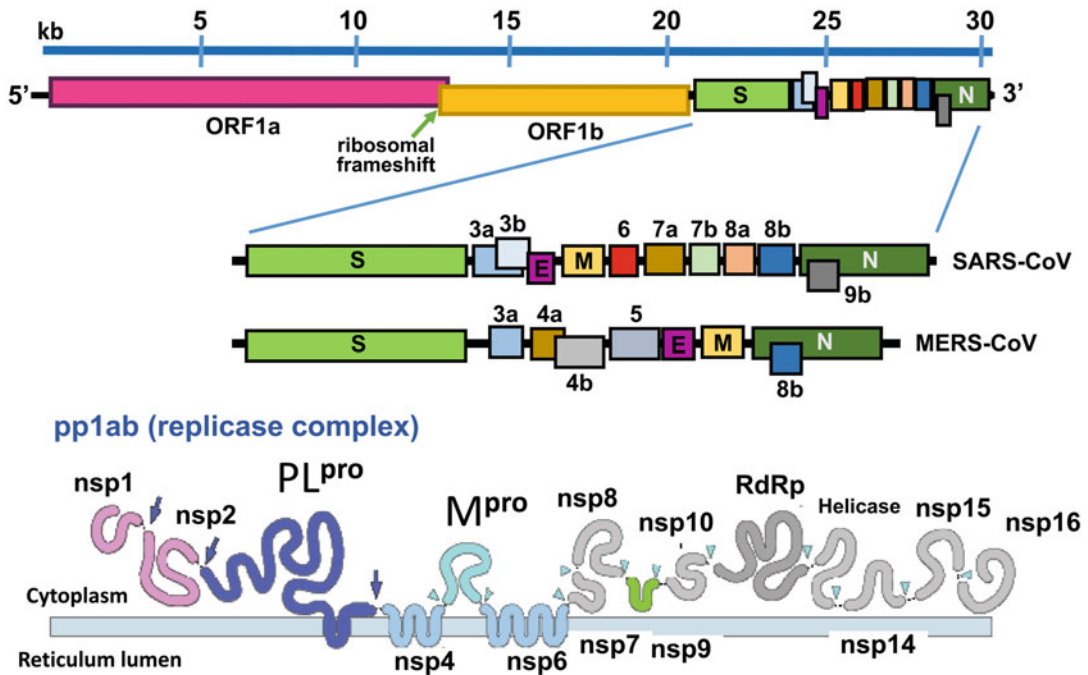 kb 5 10 15 20 25 30
5’ S N 3’
ORF1a ORF1b
ribosomal
frameshift
3a 3b 6 7a 7b 8a 8b
S E M N SARS-CoV
9b
3a 4a 5
S E M N MERS-CoV
4b 8b
pp1ab (replicase complex)
nsp1 nsp2 PLpro Mpro nsp8 nsp10 RdRp Helicase nsp15 nsp16
Cytoplasm
Reticulum lumen
nsp4 nsp6 nsp7 nsp9 nsp14